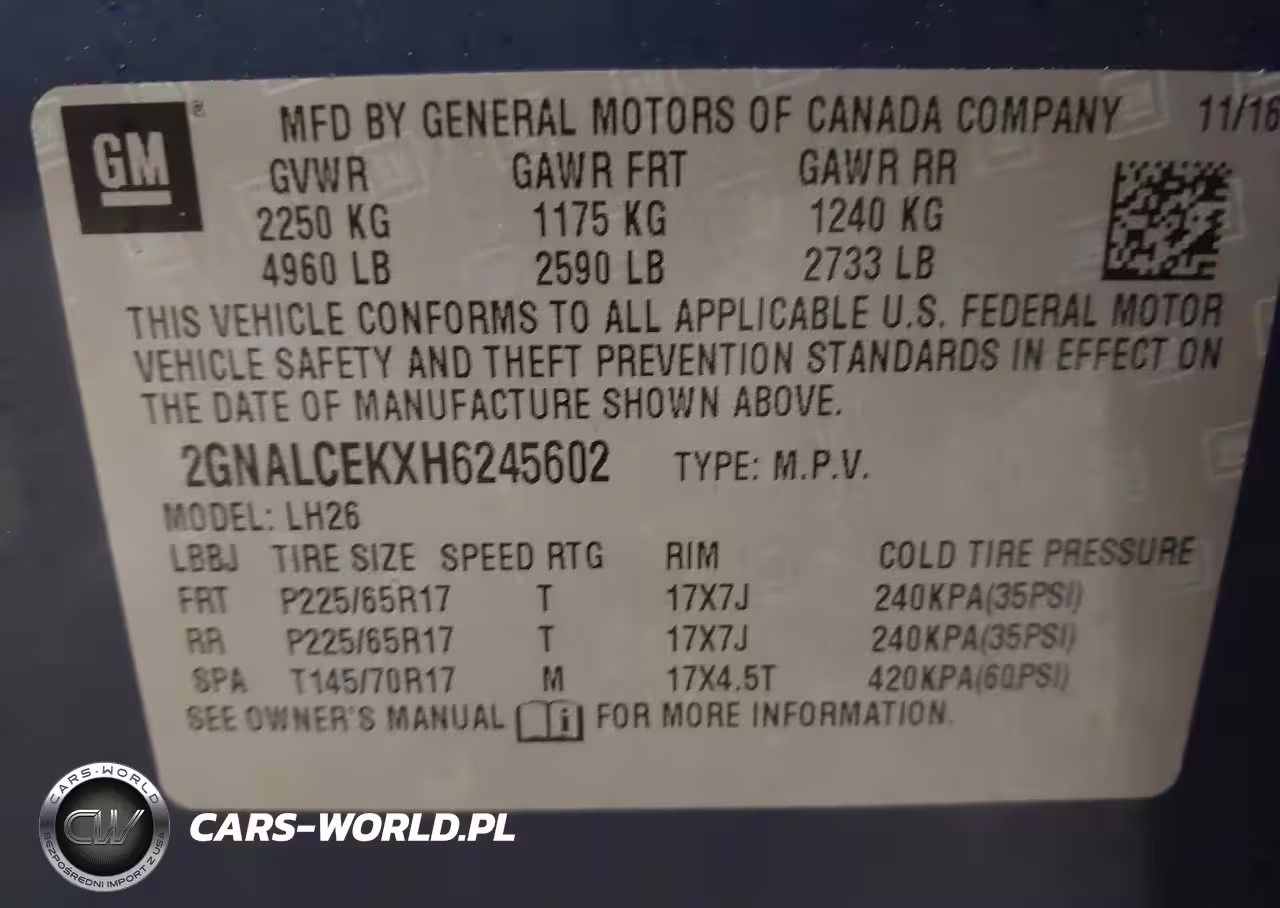 GM ®
MFD BY GENERAL MOTORS OF CANADA COMPANY 11/16
GVWR GAWR FRT GAWR RR
2250 KG 1175 KG 1240 KG
4960 LB 2590 LB 2733 LB
THIS VEHICLE CONFORMS TO ALL APPLICABLE U.S. FEDERAL MOTOR
VEHICLE SAFETY AND THEFT PREVENTION STANDARDS IN EFFECT ON
THE DATE OF MANUFACTURE SHOWN ABOVE.
2GNALCEKXH6245602 TYPE: M.P.V.
MODEL: LH26
LBBJ TIRE SIZE SPEED RTG RIM COLD TIRE PRESSURE
FRT P225/65R17 T 17X7J 240KPA(35PSI)
RR P225/65R17 T 17X7J 240KPA(35PSI)
SPA T145/70R17 M 17X4.5T 420KPA(60PSI)
SEE OWNER'S MANUAL i FOR MORE INFORMATION.
CARS-WORLD
CW
BEZPOŚREDNI IMPORT Z USA
CARS-WORLD.PL